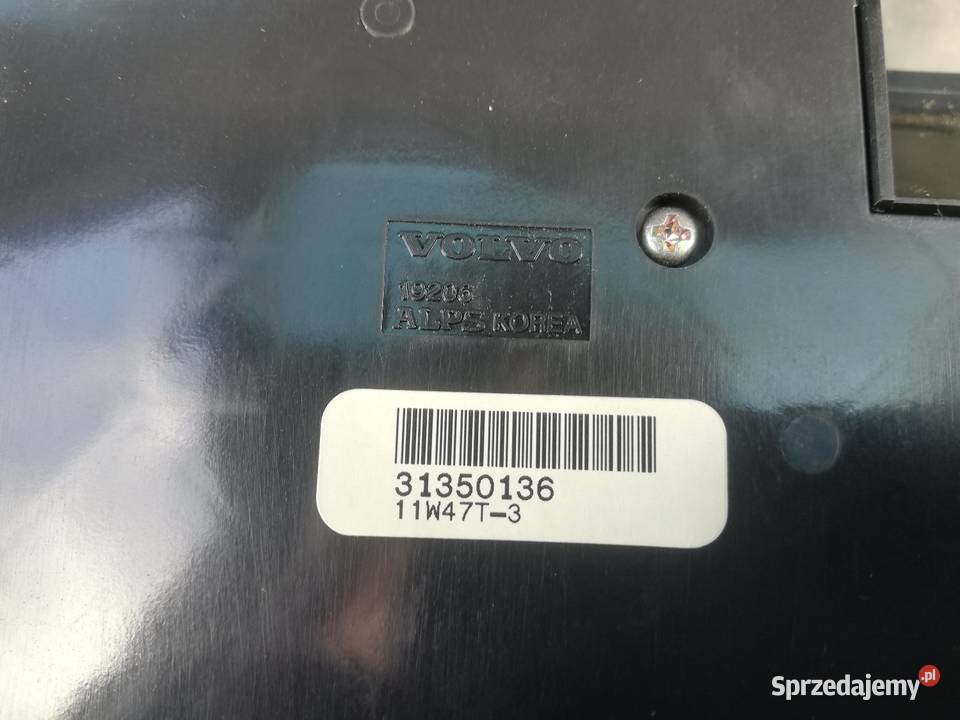 VOLVO
19206
ALPS KOREA
31350136
11W47T-3
Sprzedajemy.pl